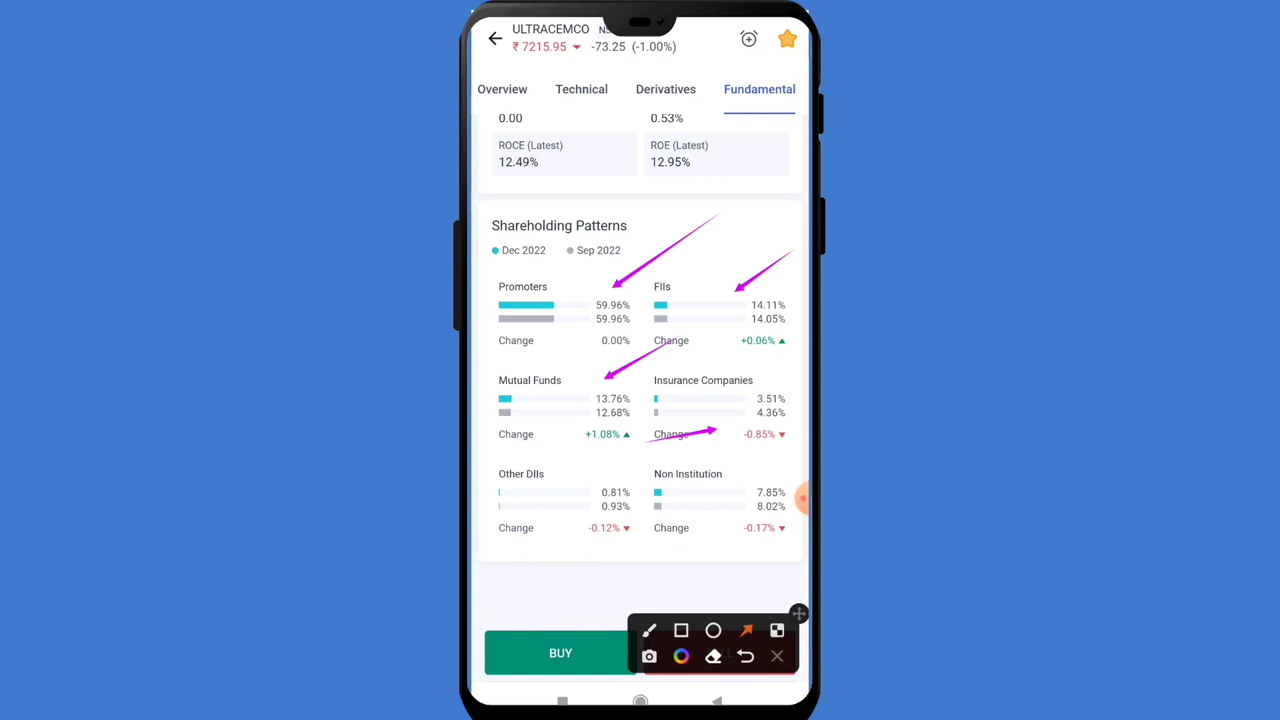 ULTRACEMCO
₹ 7215.95 ▼ -73.25 (-1.00%)
Overview Technical Derivatives Fundamental
0.00 0.53%
ROCE (Latest) ROE (Latest)
12.49% 12.95%
Shareholding Patterns
Dec 2022 Sep 2022
Promoters FIIs
59.96% 14.11%
59.96% 14.05%
Change 0.00% Change +0.06% ▲
Mutual Funds Insurance Companies
13.76% 3.51%
12.68% 4.36%
Change +1.08% ▲ Change -0.85% ▼
Other DIIs Non Institution
0.81% 7.85%
0.93% 8.02%
Change -0.12% ▼ Change -0.17% ▼
BUY